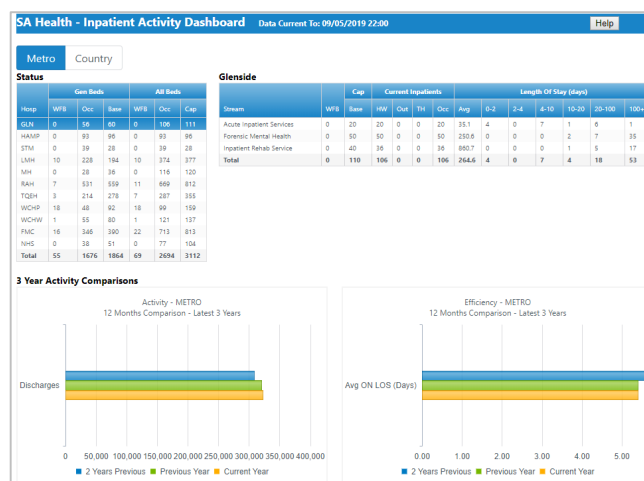 SA Health - Inpatient Activity Dashboard Data Current To: 09/05/2019 22:00 Help
Metro Country
Status
Gen Beds All Beds
Hosp WFB Occ Base WFB Occ Cap
GLN 0 56 60 0 106 111
HAMP 0 93 96 0 93 96
STM 0 39 28 0 39 28
LMH 10 228 194 10 374 377
MH 0 28 36 0 116 120
RAH 7 531 559 11 669 812
TQEH 3 214 278 7 287 355
WCHP 18 48 92 18 99 159
WCHW 1 55 80 1 121 137
FMC 16 346 390 22 713 813
NHS 0 38 51 0 77 104
Total 55 1676 1864 69 2694 3112
Glenside
Cap Current Inpatients Length Of Stay (days)
Stream WFB Base HW Out TH Occ Avg 0-2 2-4 4-10 10-20 20-100 100+
Acute Inpatient Services 0 20 20 0 0 20 35.1 4 0 7 1 6 1
Forensic Mental Health 0 50 50 0 0 50 250.6 0 0 0 2 7 35
Inpatient Rehab Service 0 40 36 0 0 36 860.7 0 0 0 1 5 17
Total 0 110 106 0 0 106 264.6 4 0 7 4 18 53
3 Year Activity Comparisons
Activity - METRO
12 Months Comparison - Latest 3 Years
Discharges
0 50,000 100,000 150,000 200,000 250,000 300,000 350,000 400,000
2 Years Previous Previous Year Current Year
Efficiency - METRO
12 Months Comparison - Latest 3 Years
Avg ON LOS (Days)
0.00 1.00 2.00 3.00 4.00 5.00
2 Years Previous Previous Year Current Year